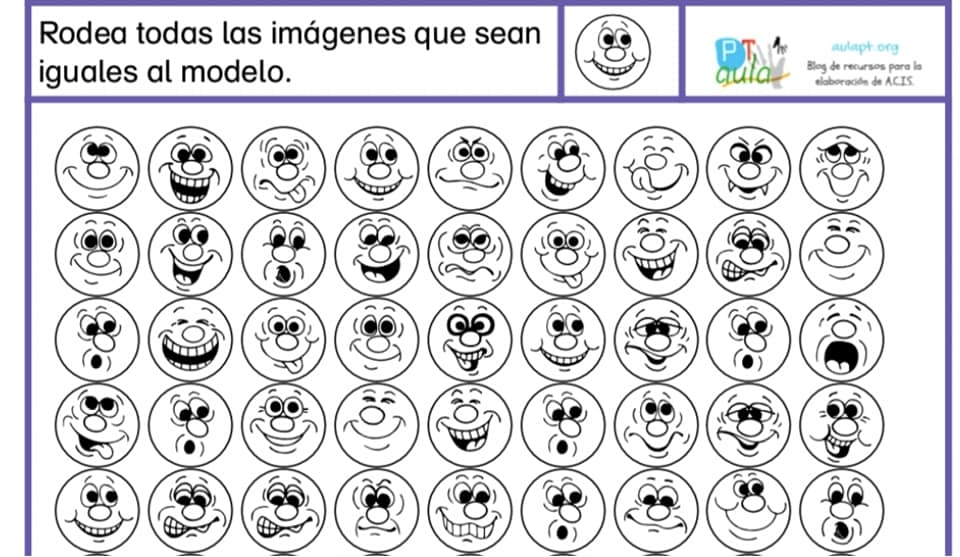 Rodea todas las imágenes que sean
iguales al modelo.
PT
aula
aulapt.org
Blog de recursos para la
elaboración de A.C.I.S.